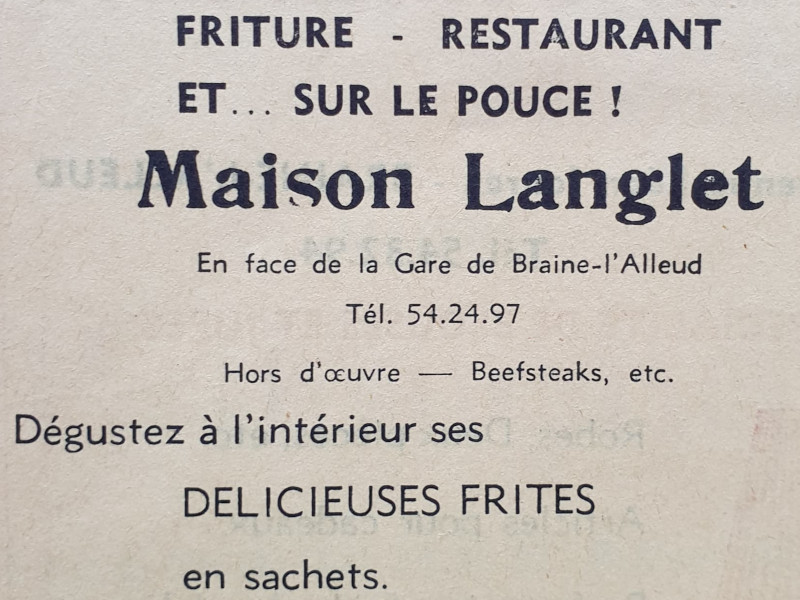 FRITURE - RESTAURANT
ET... SUR LE POUCE !
Maison Langlet
En face de la Gare de Braine-l'Alleud
Tél. 54.24.97
Hors d'œuvre — Beefsteaks, etc.
Dégustez à l'intérieur ses
DELICIEUSES FRITES
en sachets.